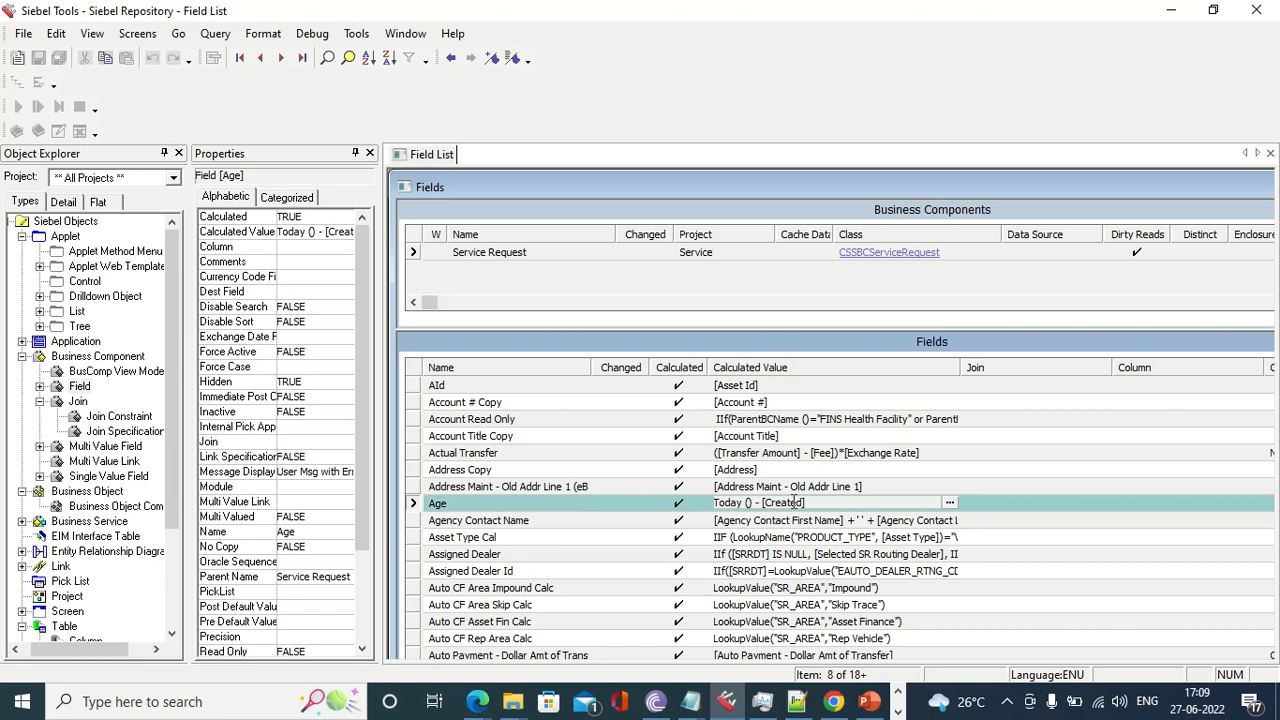 Siebel Tools - Siebel Repository - Field List
File Edit View Screens Go Query Format Debug Tools Window Help
Object Explorer
Project: ** All Projects **
Types Detail Flat
Siebel Objects
Applet
Applet Method Menu
Applet Web Template
Control
Drilldown Object
List
Tree
Application
Business Component
BusComp View Mode
Field
Join
Join Constraint
Join Specification
Multi Value Field
Multi Value Link
Single Value Field
Business Object
Business Object Com
Business Service
EIM Interface Table
Entity Relationship Diagra
Link
Pick List
Project
Screen
Table
Column
Properties
Field [Age]
Alphabetic Categorized
Calculated TRUE
Calculated Value Today () - [Creat
Column
Comments
Currency Code Fi
Dest Field
Disable Search FALSE
Disable Sort FALSE
Exchange Date F
Force Active FALSE
Force Case
Hidden TRUE
Immediate Post C FALSE
Inactive FALSE
Internal Pick App
Join
Link Specification FALSE
Message Display User Msg with Er
Module
Multi Value Link
Multi Valued FALSE
Name Age
No Copy FALSE
Oracle Sequence
Parent Name Service Request
PickList
Post Default Valu
Pre Default Value
Precision
Read Only FALSE
Field List
Fields
Business Components
W Name Changed Project Cache Data Class Data Source Dirty Reads Distinct Enclosure
Service Request Service CSSBCServiceRequest
Fields
Name Changed Calculated Calculated Value Join Column
AId [Asset Id]
Account # Copy [Account #]
Account Read Only IIf(ParentBCName ()="FINS Health Facility" or Parent
Account Title Copy [Account Title]
Actual Transfer ([Transfer Amount] - [Fee])*[Exchange Rate]
Address Copy [Address]
Address Maint - Old Addr Line 1 (eB [Address Maint - Old Addr Line 1]
Age Today () - [Created] ...
Agency Contact Name [Agency Contact First Name] +' ' + [Agency Contact L
Asset Type Cal IIF (LookupName("PRODUCT_TYPE", [Asset Type])="\
Assigned Dealer IIf ([SRRDT] IS NULL, [Selected SR Routing Dealer], II
Assigned Dealer Id IIf([SRRDT]=LookupValue("EAUTO_DEALER_RTNG_CD
Auto CF Area Impound Calc LookupValue("SR_AREA","Impound")
Auto CF Area Skip Calc LookupValue("SR_AREA","Skip Trace")
Auto CF Asset Fin Calc LookupValue("SR_AREA","Asset Finance")
Auto CF Rep Area Calc LookupValue("SR_AREA","Rep Vehicle")
Auto Payment - Dollar Amt of Trans [Auto Payment - Dollar Amt of Transfer]
Item: 8 of 18+ Language:ENU NUM
Type here to search
26°C ENG 17:09
27-06-2022
17